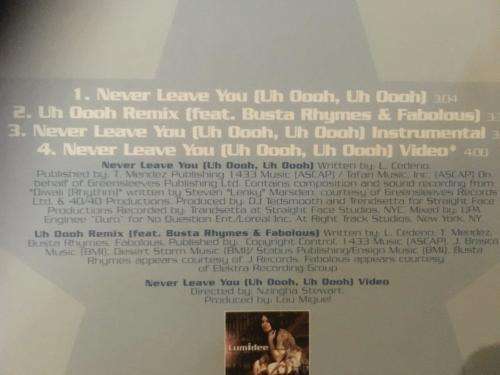 1. Never Leave You (Uh Oooh, Uh Oooh) 3:04
2. Uh Oooh Remix (feat. Busta Rhymes & Fabolous)
3. Never Leave You (Uh Oooh, Uh Oooh) Instrumental
4. Never Leave You (Uh Oooh, Uh Oooh) Video* 4:00
Never Leave You (Uh Oooh, Uh Oooh) Written by: L. Cedeno.
Published by: T. Mendez Publishing 1433 Music (ASCAP) / Tafari Music Inc. (ASCAP) On
behalf of Greensleeves Publishing Ltd. Contains composition and sound recording from
"Diwali (Rhythm)" written by Steven "Lenky" Marsden, courtesy of Greensleeves Records
Ltd. & 40/40 Productions. Produced by: DJ Tedsmooth and Trendsetta for Straight Face
Productions Recorded by Trendsetta at Straight Face Studios, NYC. Mixed by: D/A
Engineer "Duro" for No Question Ent./Loreal Inc. At Right Track Studios, New York, NY.
Uh Oooh Remix (feat. Busta Rhymes & Fabolous) Written by: L. Cedeno, T. Mendez,
Busta Rhymes, Fabolous. Published by: Copyright Control, 1433 Music (ASCAP), J. Brasco
Music (BMI), Desert Storm Music (BMI)/ Status Publishing/Ensign Music (BMI). Busta
Rhymes appears courtesy of J Records. Fabolous appears courtesy
of Elektra Recording Group
Never Leave You (Uh Oooh, Uh Oooh) Video
Directed by: Nzingha Stewart.
Produced by: Lou Miguel
Lumidee